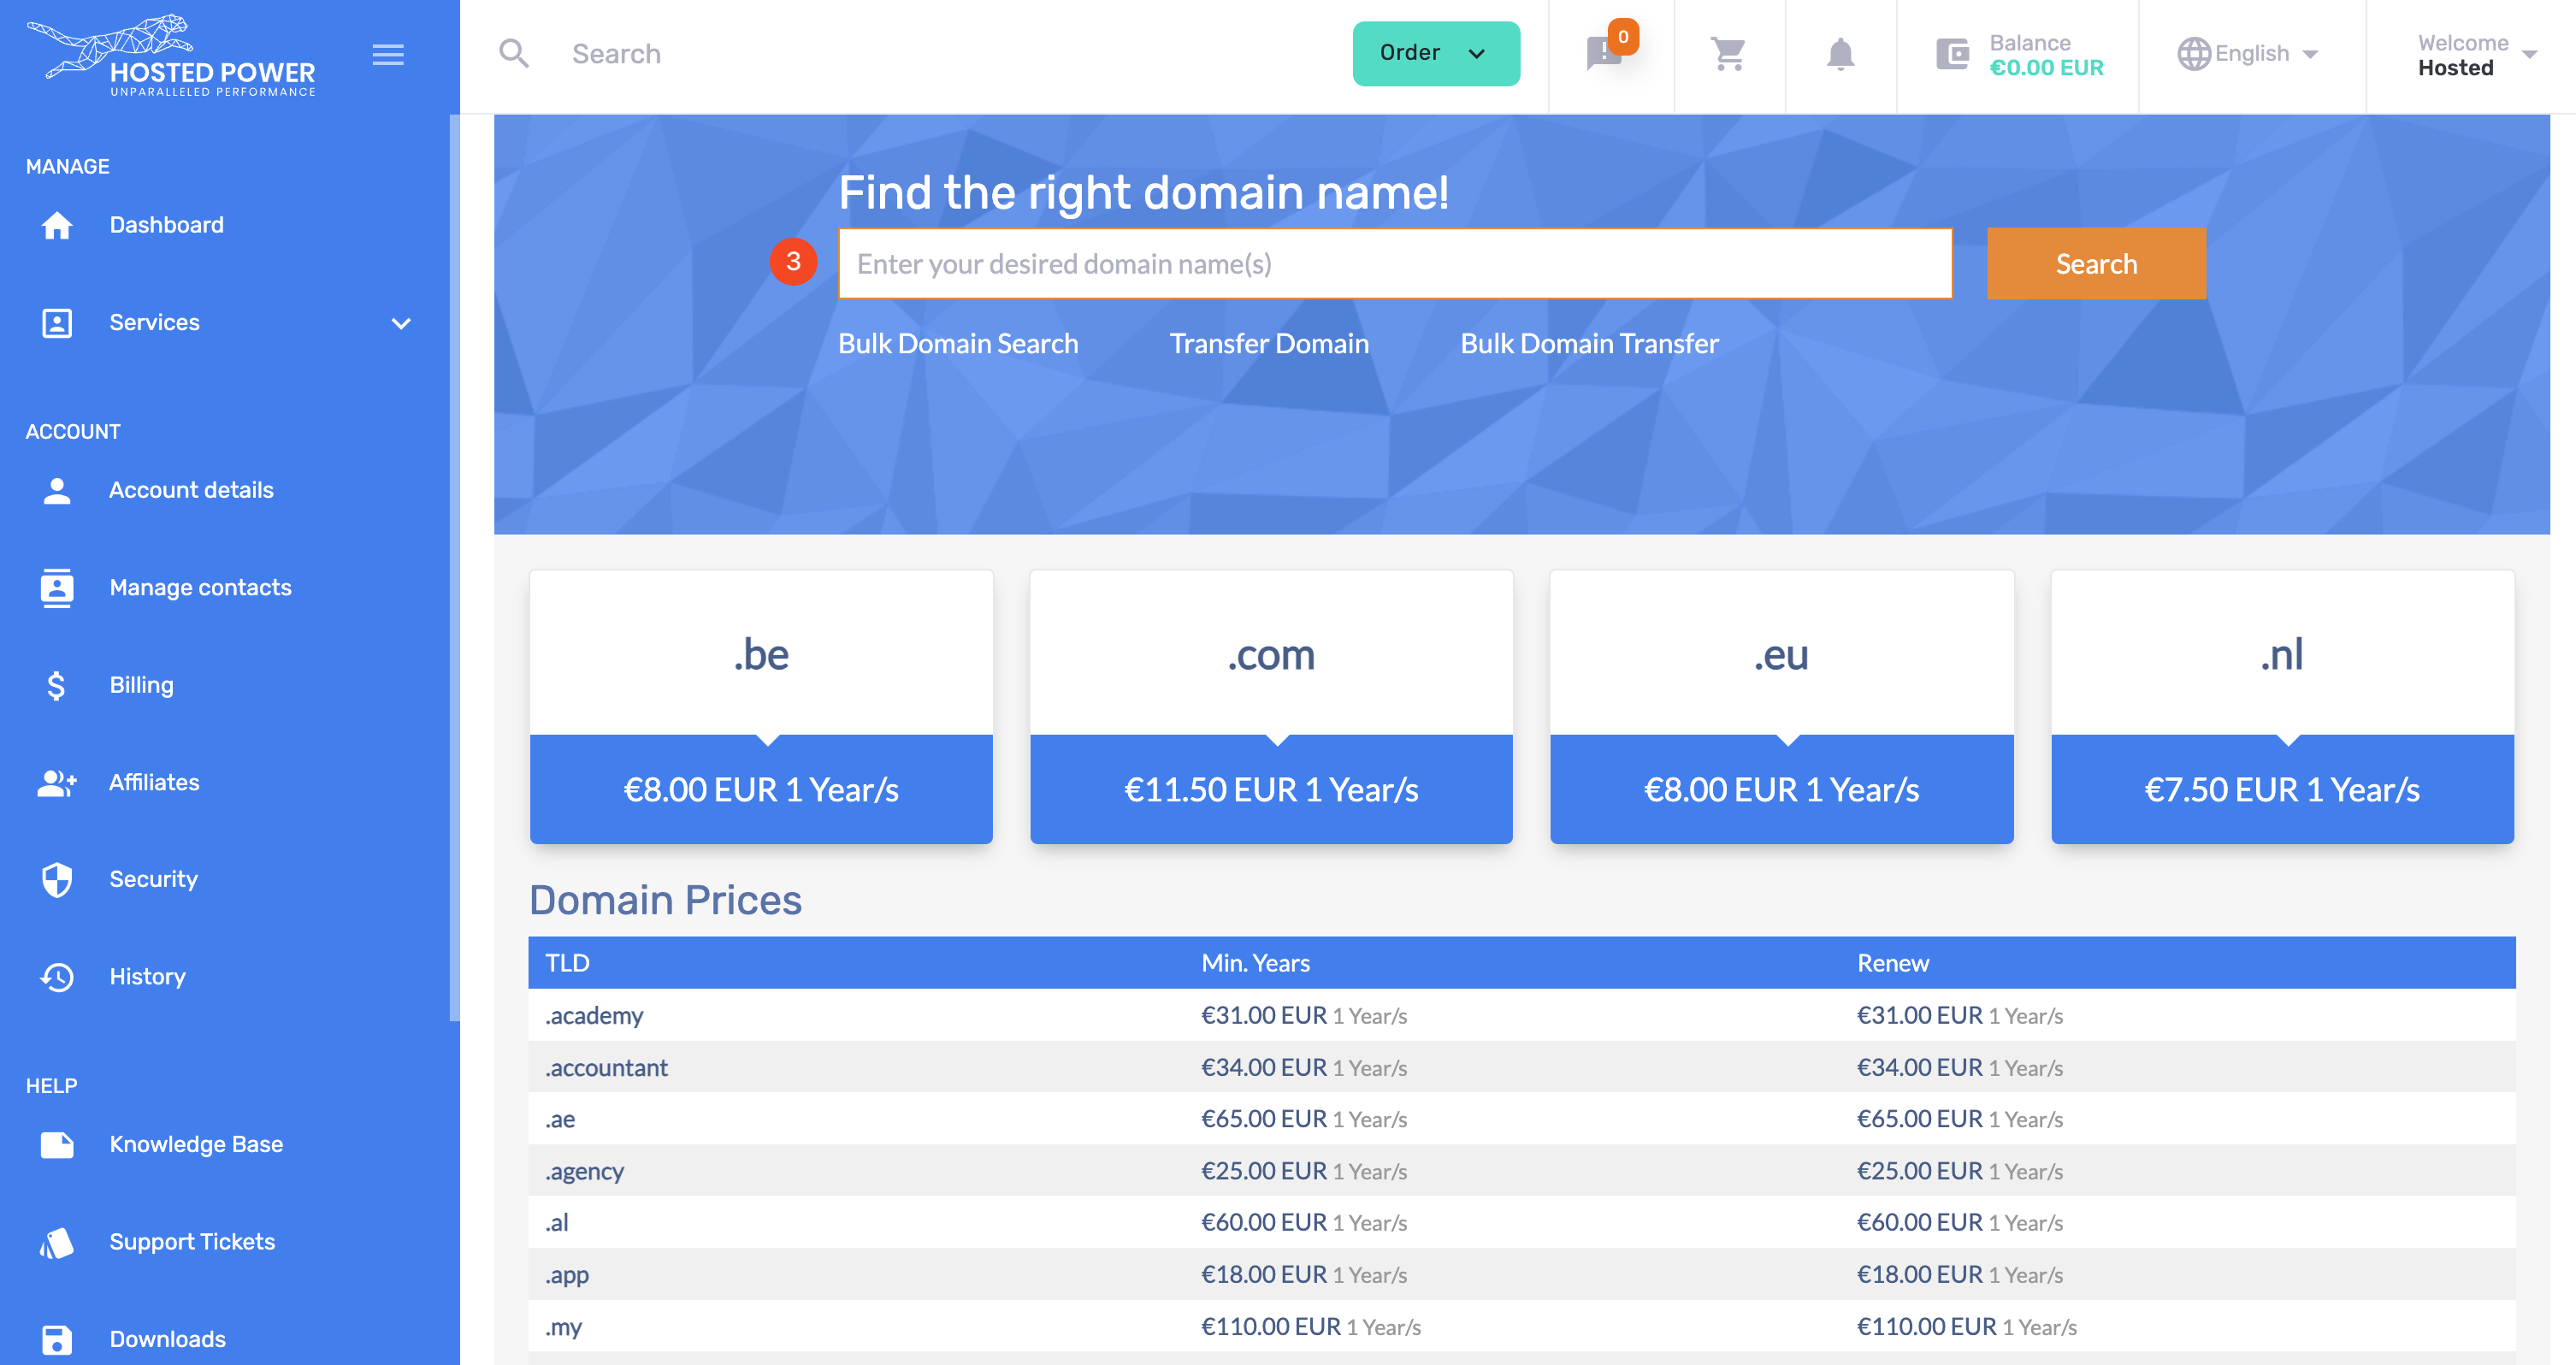 HOSTED POWER
UNPARALLELED PERFORMANCE
Search
Order
0
Balance
€0.00 EUR
English
Welcome
Hosted
MANAGE
Dashboard
Services
ACCOUNT
Account details
Manage contacts
Billing
Affiliates
Security
History
HELP
Knowledge Base
Support Tickets
Downloads
Find the right domain name!
3
Enter your desired domain name(s)
Search
Bulk Domain Search Transfer Domain Bulk Domain Transfer
.be
€8.00 EUR 1 Year/s
.com
€11.50 EUR 1 Year/s
.eu
€8.00 EUR 1 Year/s
.nl
€7.50 EUR 1 Year/s
Domain Prices
TLD Min. Years Renew
.academy €31.00 EUR 1 Year/s €31.00 EUR 1 Year/s
.accountant €34.00 EUR 1 Year/s €34.00 EUR 1 Year/s
.ae €65.00 EUR 1 Year/s €65.00 EUR 1 Year/s
.agency €25.00 EUR 1 Year/s €25.00 EUR 1 Year/s
.al €60.00 EUR 1 Year/s €60.00 EUR 1 Year/s
.app €18.00 EUR 1 Year/s €18.00 EUR 1 Year/s
.my €110.00 EUR 1 Year/s €110.00 EUR 1 Year/s